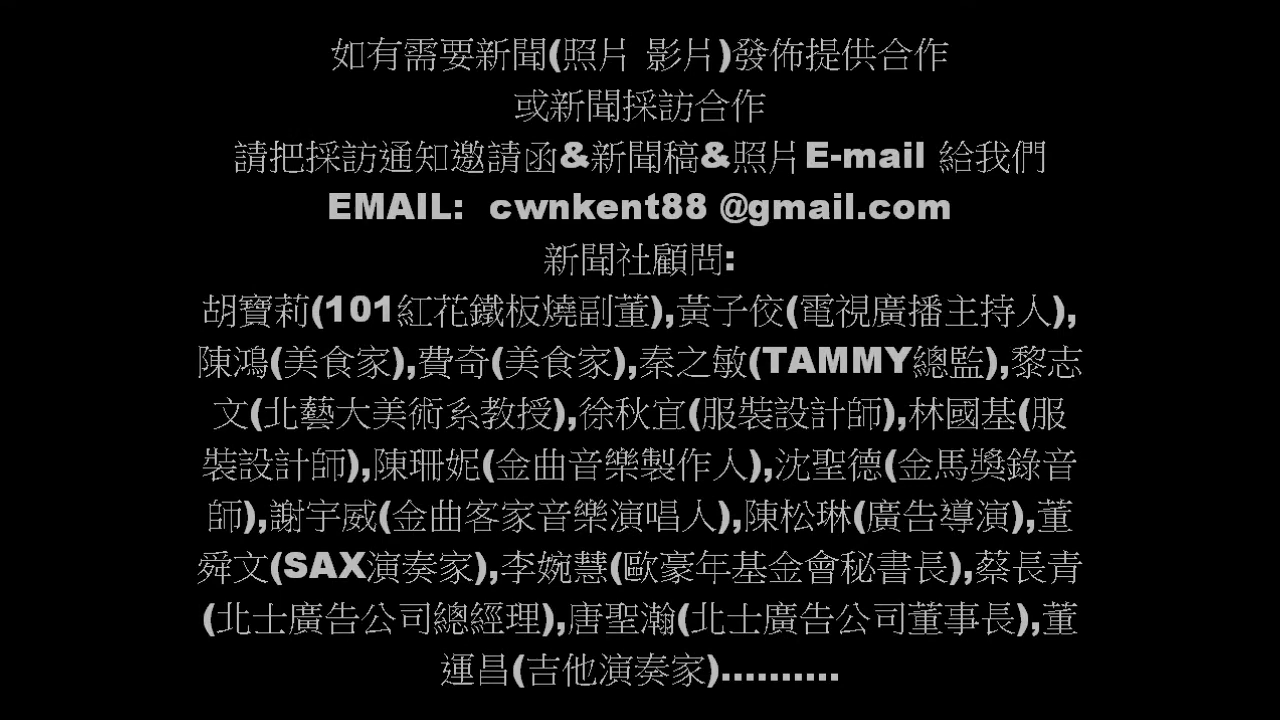 如有需要新聞(照片 影片)發佈提供合作
或新聞採訪合作
請把採訪通知邀請函&新聞稿&照片E-mail 給我們
EMAIL:  cwnkent88 @gmail.com
新聞社顧問:
胡寶莉(101紅花鐵板燒副董),黃子佼(電視廣播主持人),
陳鴻(美食家),費奇(美食家),秦之敏(TAMMY總監),黎志
文(北藝大美術系教授),徐秋宜(服裝設計師),林國基(服
裝設計師),陳珊妮(金曲音樂製作人),沈聖德(金馬獎錄音
師),謝宇威(金曲客家音樂演唱人),陳松琳(廣告導演),董
舜文(SAX演奏家),李婉慧(歐豪年基金會秘書長),蔡長青
(北士廣告公司總經理),唐聖瀚(北士廣告公司董事長),董
運昌(吉他演奏家)..........